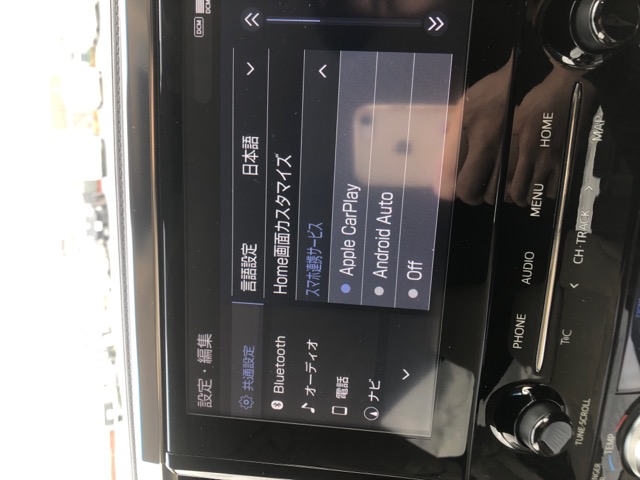 DCM
設定・編集
共通設定
Bluetooth
オーディオ
電話
ナビ
言語設定 日本語
Home画面カスタマイズ
スマホ連携サービス
Apple CarPlay
Android Auto
Off
PHONE AUDIO MENU HOME
T CH·TRACK MAP
TUNE·SCROLL
TEMP